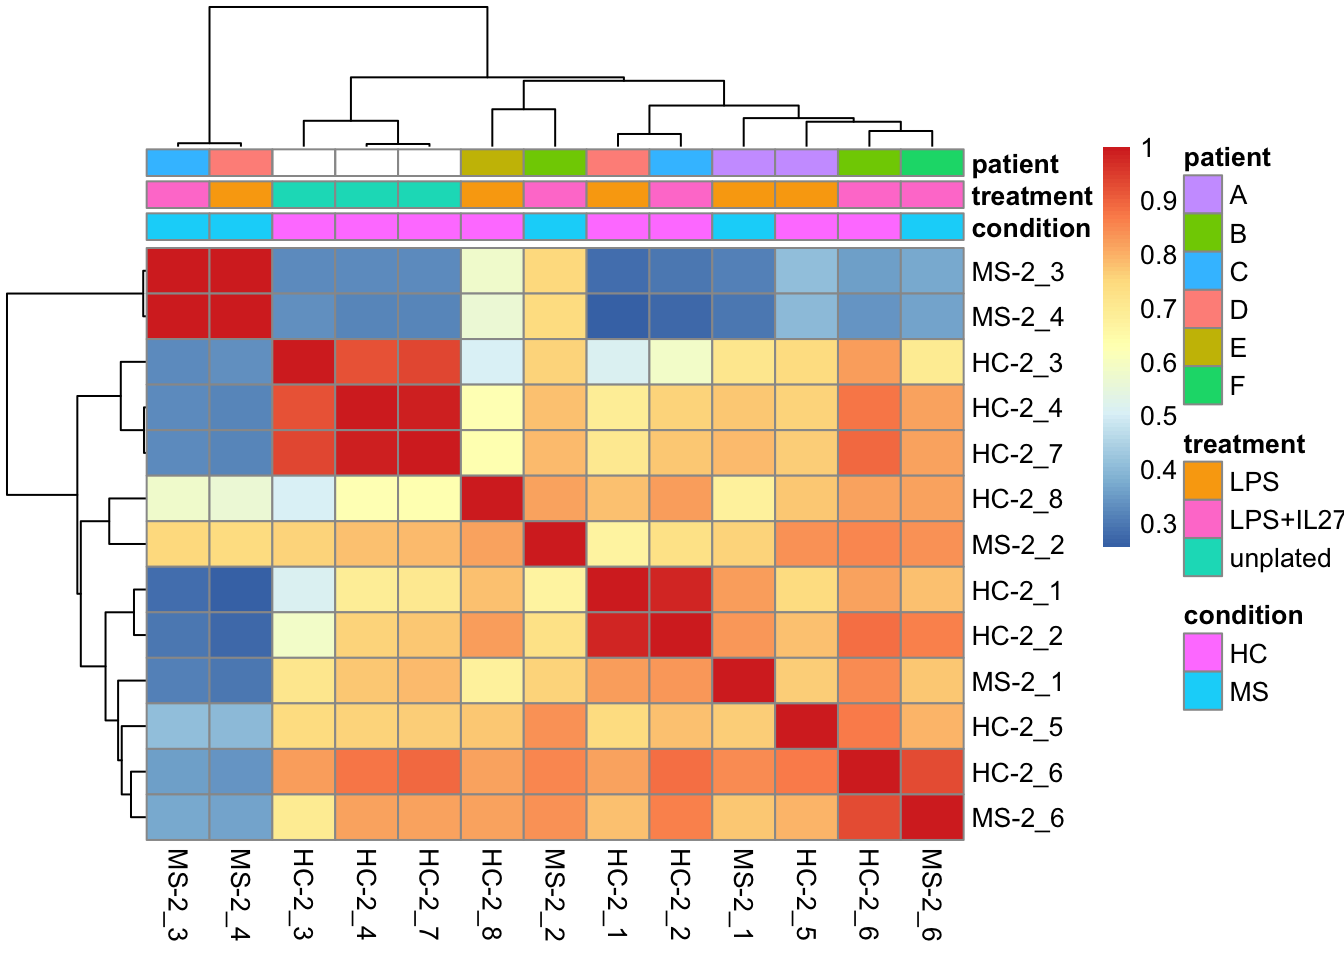 patient
treatment
condition
MS-2_3
MS-2_4
HC-2_3
HC-2_4
HC-2_7
HC-2_8
MS-2_2
HC-2_1
HC-2_2
MS-2_1
HC-2_5
HC-2_6
MS-2_6
MS-2_3
MS-2_4
HC-2_3
HC-2_4
HC-2_7
HC-2_8
MS-2_2
HC-2_1
HC-2_2
MS-2_1
HC-2_5
HC-2_6
MS-2_6
1
0.9
0.8
0.7
0.6
0.5
0.4
0.3
patient
A
B
C
D
E
F
treatment
LPS
LPS+IL27
unplated
condition
HC
MS